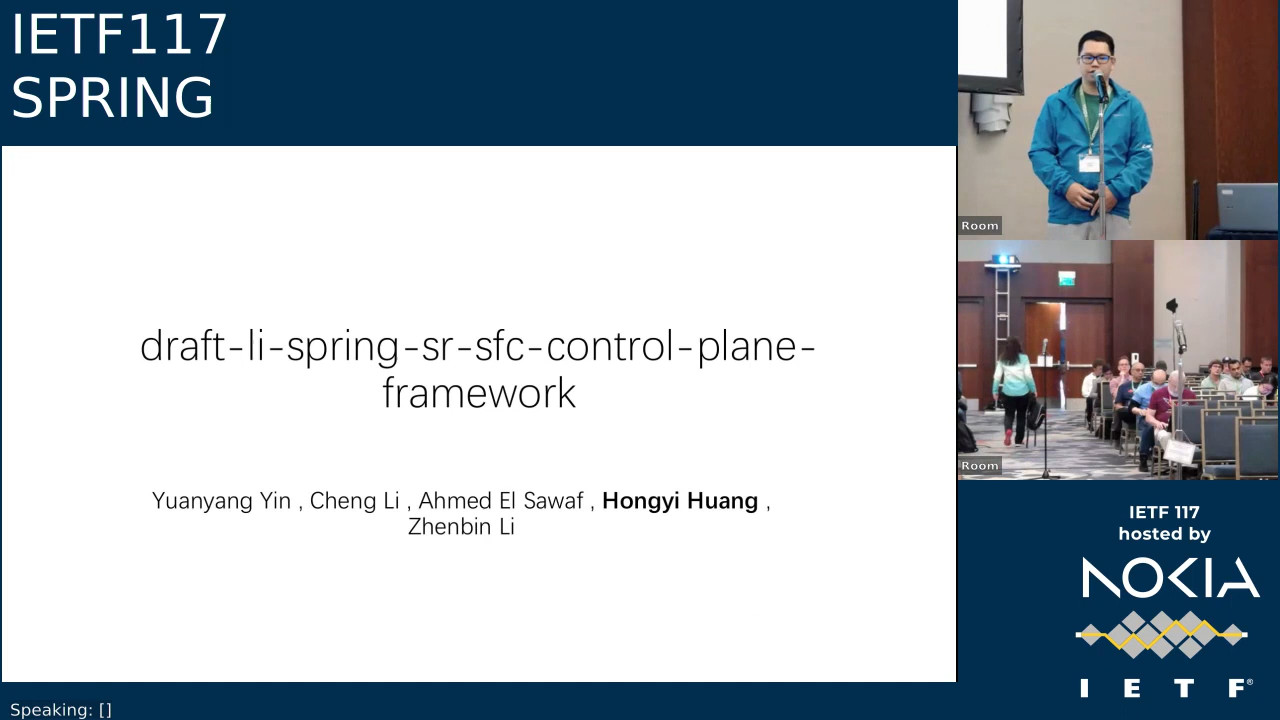 IETF117
SPRING
draft-li-spring-sr-sfc-control-plane-
framework
Yuanyang Yin , Cheng Li , Ahmed El Sawaf , Hongyi Huang ,
Zhenbin Li
Room
Room
IETF 117
hosted by
NOKIA
I E T F®
Speaking: []